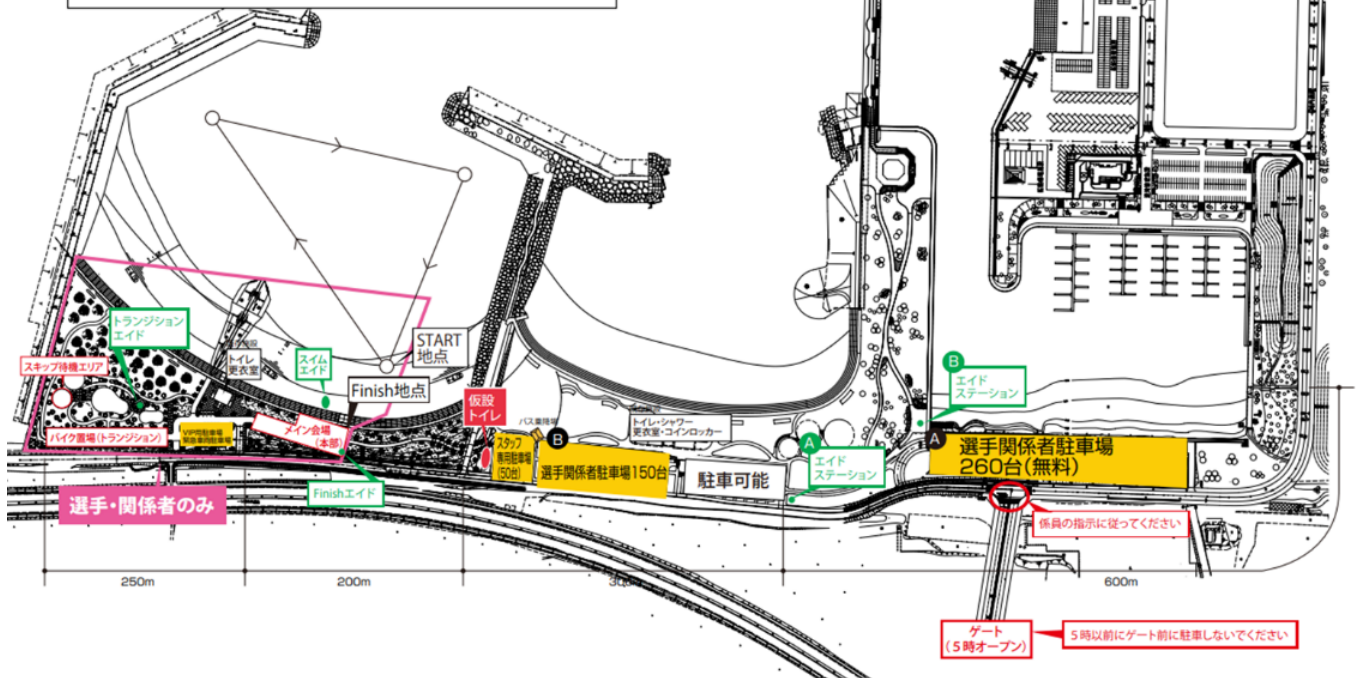 START
地点
トランジション
エイド
トイレ
更衣室
スイム
エイド
スキップ待機エリア
Finish地点
仮設
トイレ
B
エイド
ステーション
バイク置場(トランジション)
VIP用駐車場
緊急車両駐車場
メイン会場
(本部)
スタッフ
専用駐車場
(50台)
バス乗降場
B
選手関係者駐車場150台
トイレ・シャワー
更衣室・コインロッカー
駐車可能
A
エイド
ステーション
A
選手関係者駐車場
260台(無料)
選手・関係者のみ
Finishエイド
係員の指示に従ってください
250m
200m
300m
600m
ゲート
(5時オープン)
5時以前にゲート前に駐車しないでください